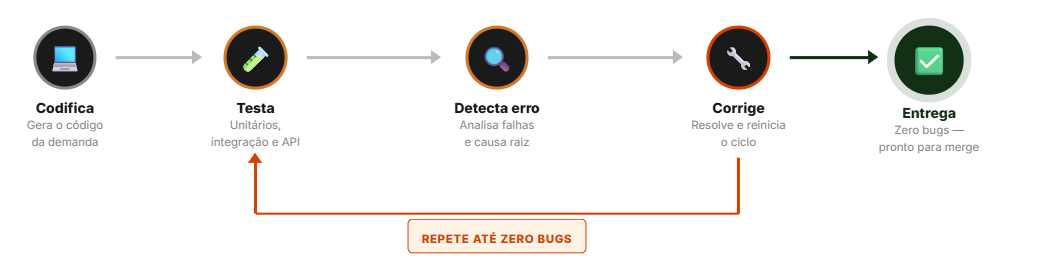 Codifica
Gera o código
da demanda
Testa
Unitários,
integração e API
Detecta erro
Analisa falhas
e causa raiz
Corrige
Resolve e reinicia
o ciclo
Entrega
Zero bugs —
pronto para merge
REPETE ATÉ ZERO BUGS